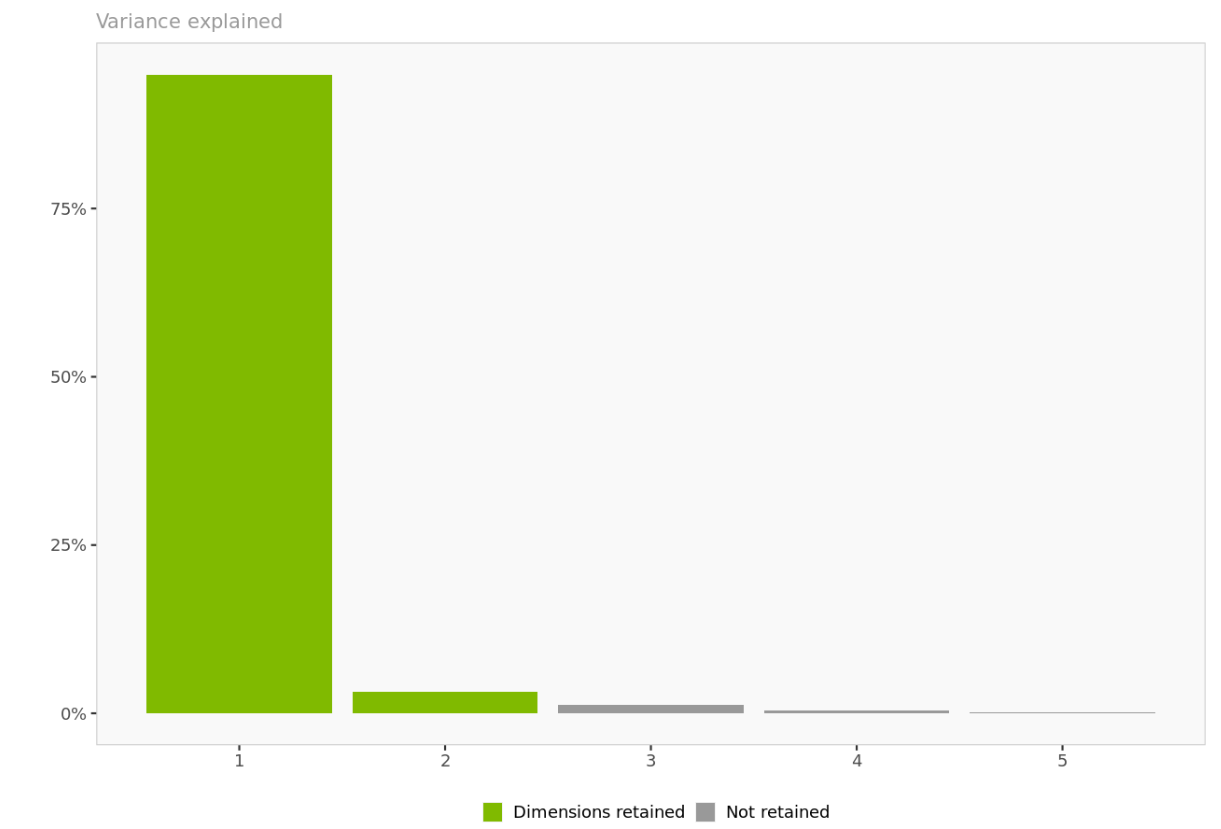 Variance explained
75%
50%
25%
0%
1 2 3 4 5
Dimensions retained Not retained